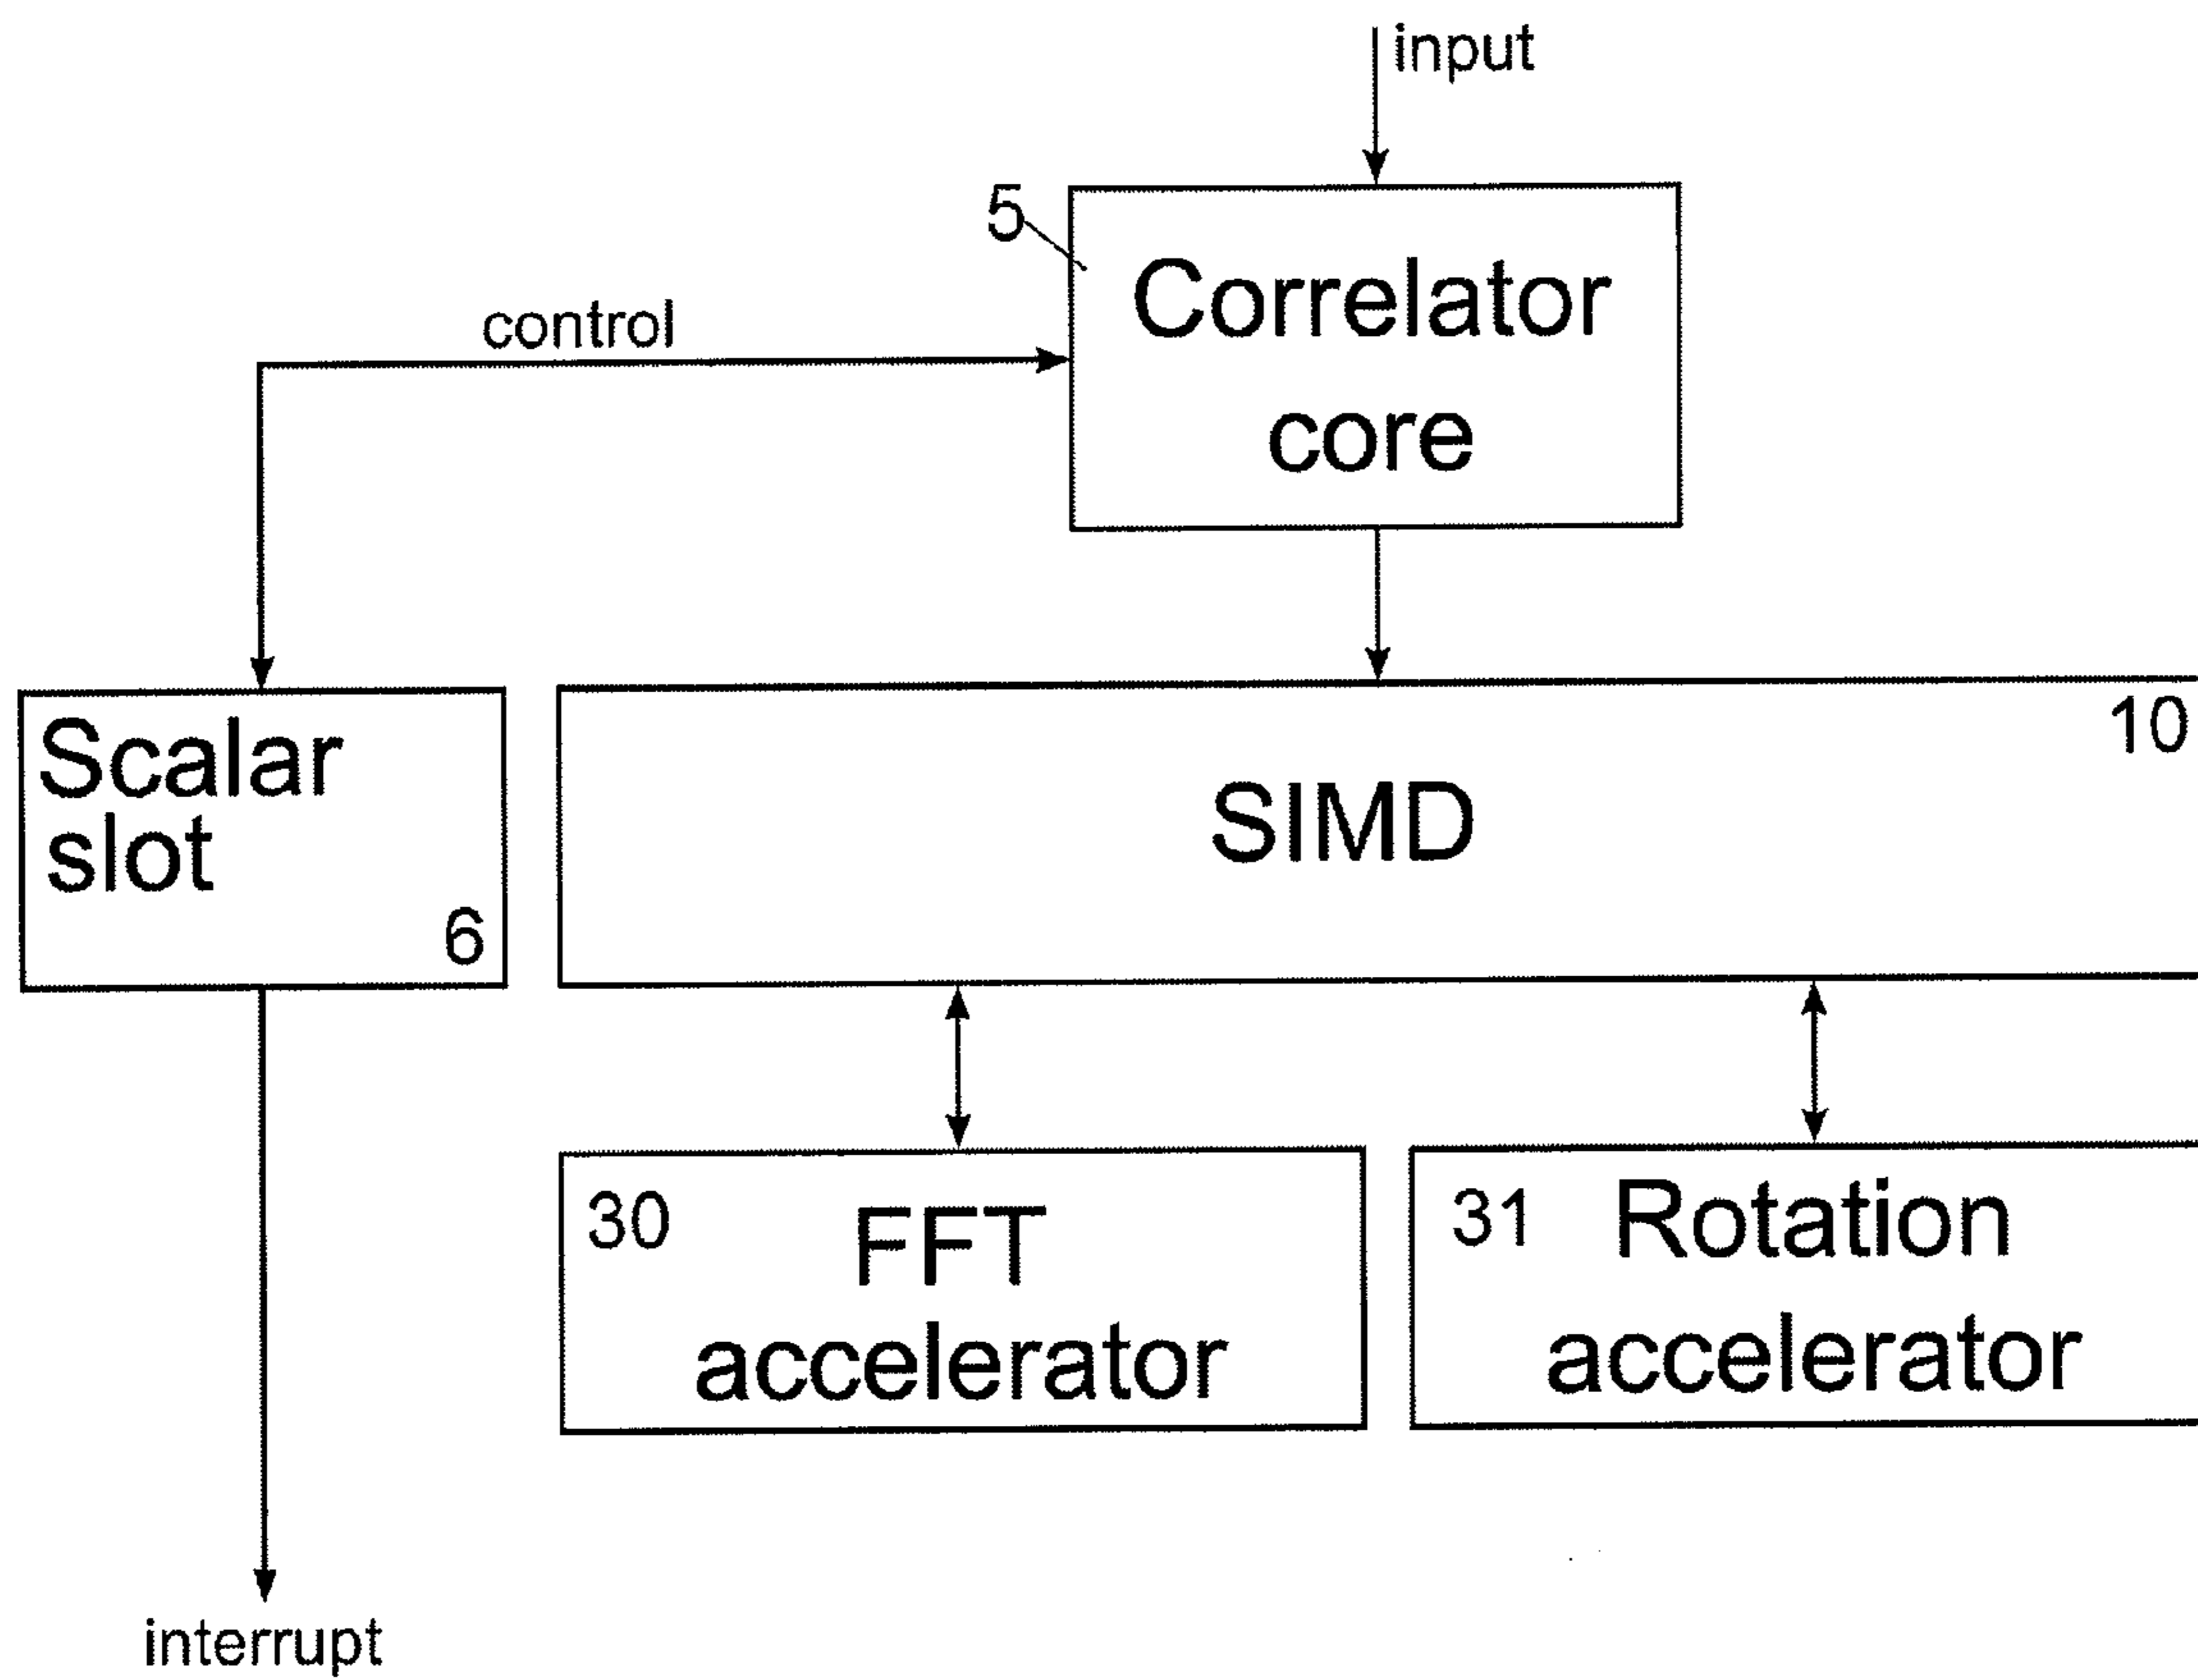 input
5
Correlator
core
control
Scalar
slot
6
10
SIMD
30
FFT
accelerator
31
Rotation
accelerator
interrupt